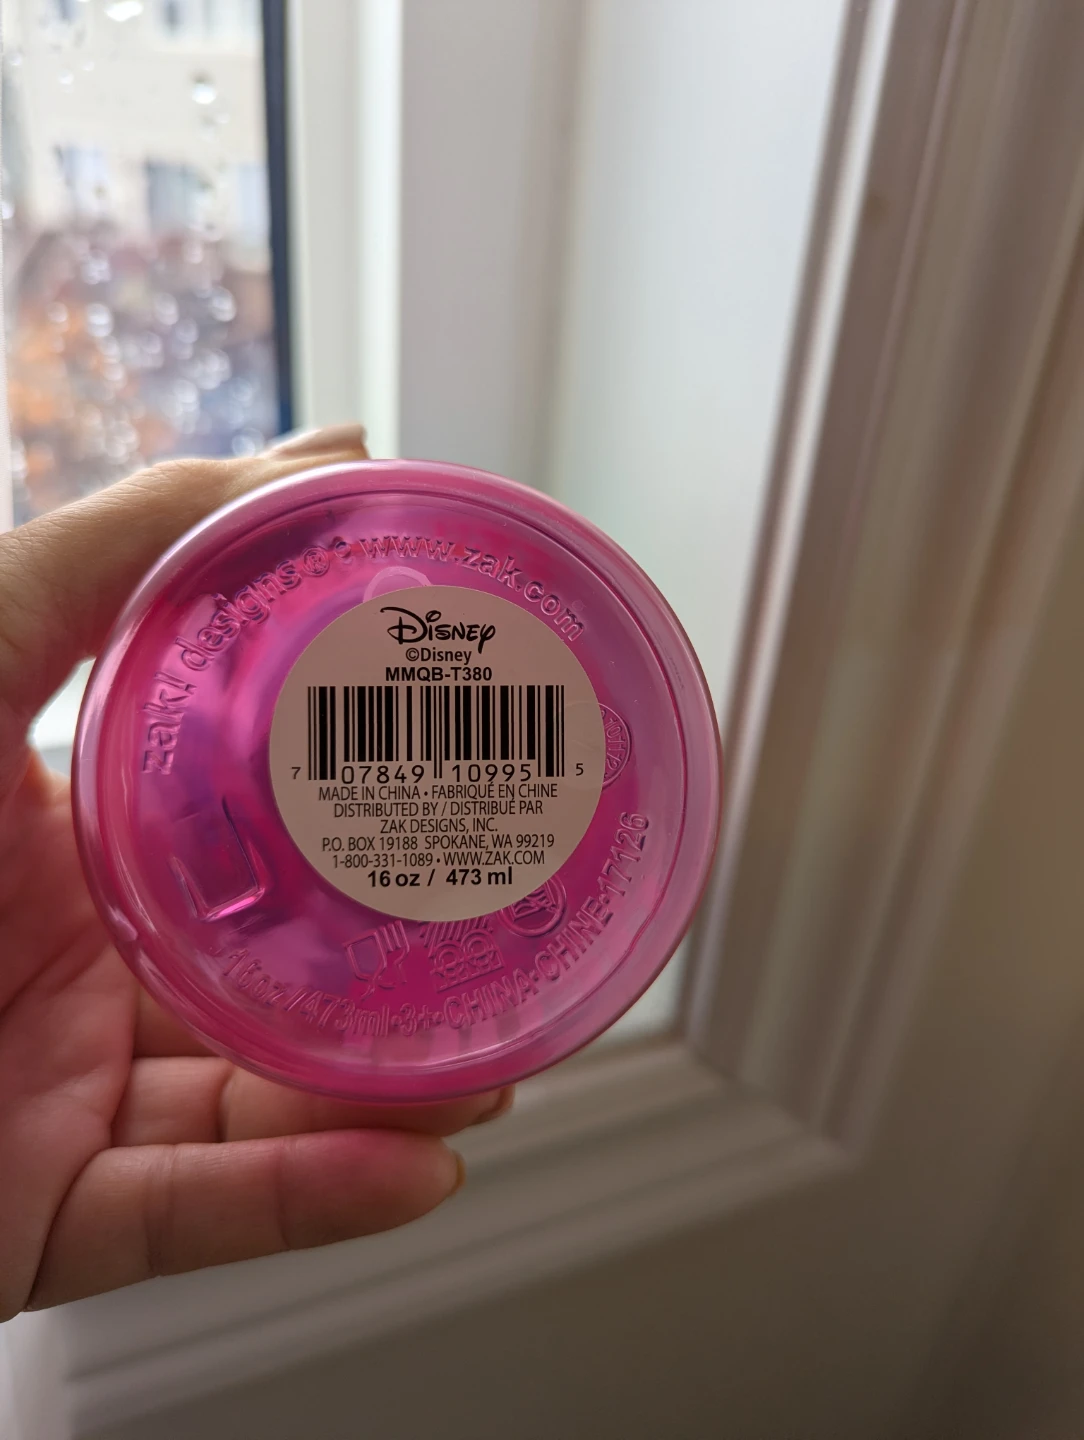 zak! designs® • www.zak.com
Disney
©Disney
MMQB-T380
7 07849 10995 5
MADE IN CHINA • FABRIQUÉ EN CHINE
DISTRIBUTED BY / DISTRIBUÉ PAR
ZAK DESIGNS, INC.
P.O. BOX 19188 SPOKANE, WA 99219
1-800-331-1089 • WWW.ZAK.COM
16 oz / 473 ml
16oz/473ml•3+•CHINA•CHINE•17126